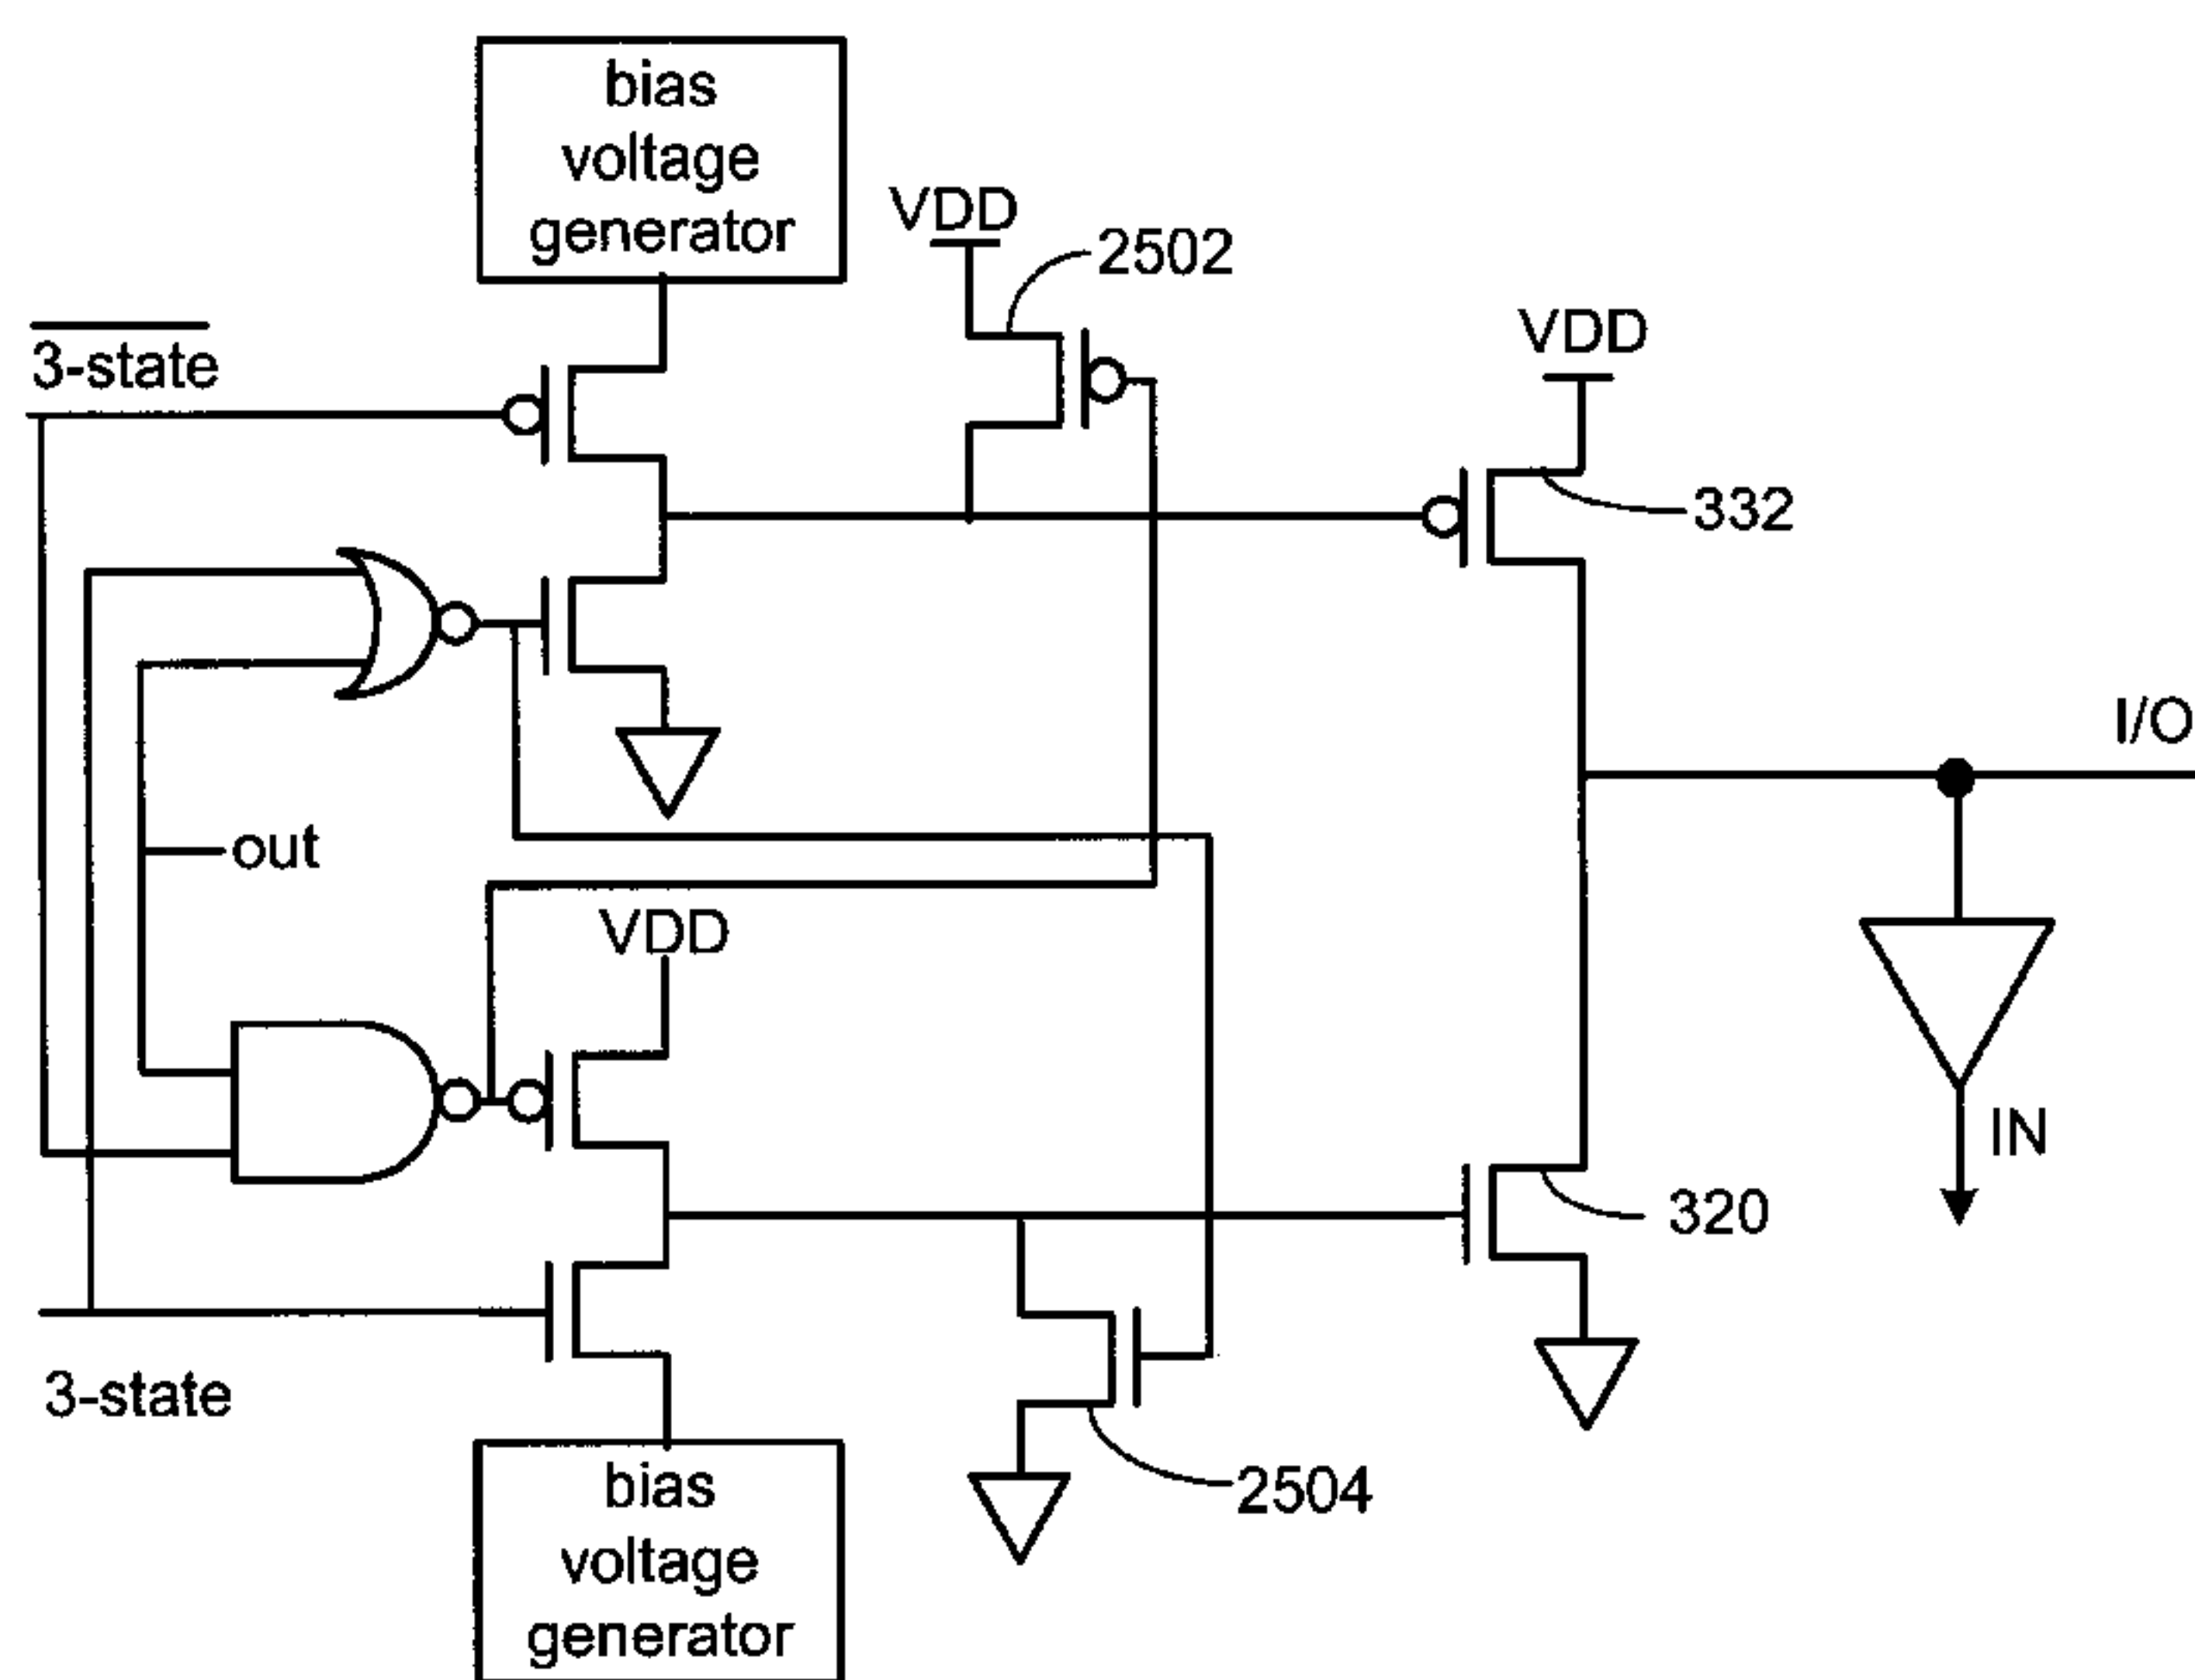 bias
voltage
generator
VDD
2502
3-state
VDD
332
I/O
out
VDD
IN
320
3-state
2504
bias
voltage
generator